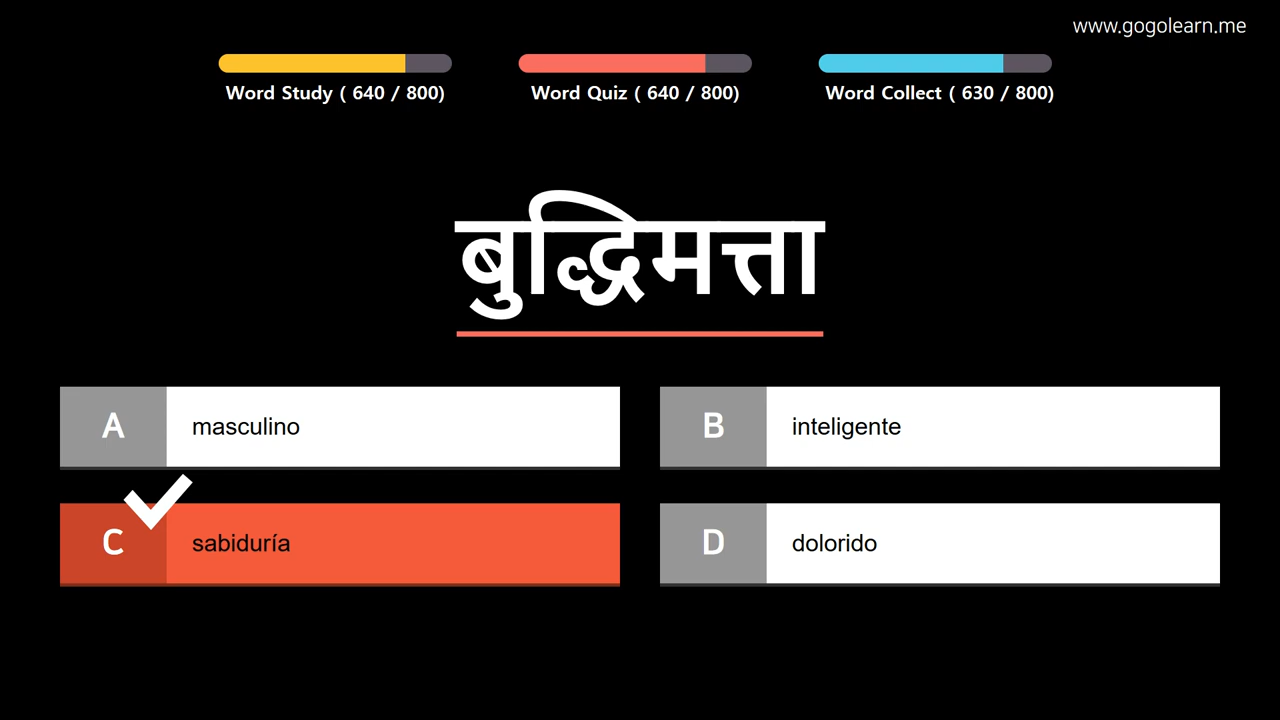 www.gogolearn.me
Word Study ( 640 / 800)
Word Quiz ( 640 / 800)
Word Collect ( 630 / 800)
बुद्धिमत्ता
A masculino
B inteligente
C sabiduría
D dolorido